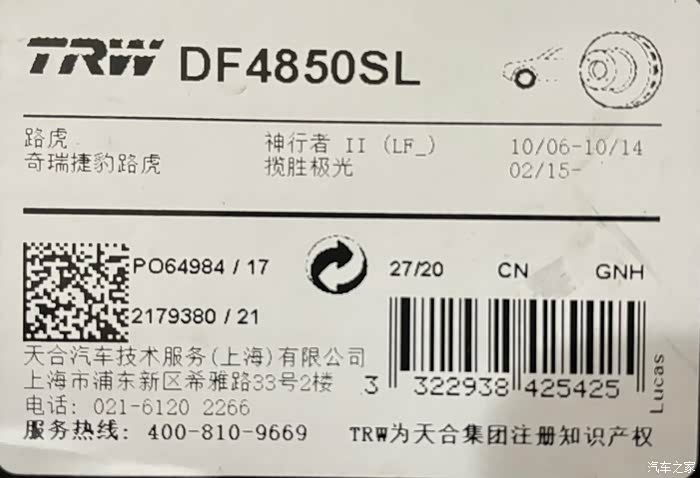 TRW DF4850SL
路虎 神行者 II (LF_) 10/06-10/14
奇瑞捷豹路虎 揽胜极光 02/15-
PO64984 / 17 27/20 CN GNH
2179380 / 21
天合汽车技术服务(上海)有限公司
上海市浦东新区希雅路33号2楼
电话: 021-6120 2266
服务热线: 400-810-9669
3 322938 425425
Lucas
TRW为天合集团注册知识产权
汽车之家